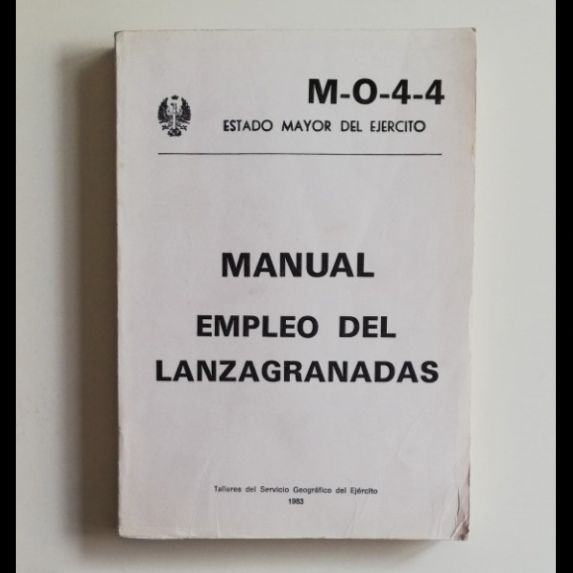 M-O-4-4
ESTADO MAYOR DEL EJERCITO
MANUAL
EMPLEO DEL
LANZAGRANADAS
Talleres del Servicio Geográfico del Ejército
1983